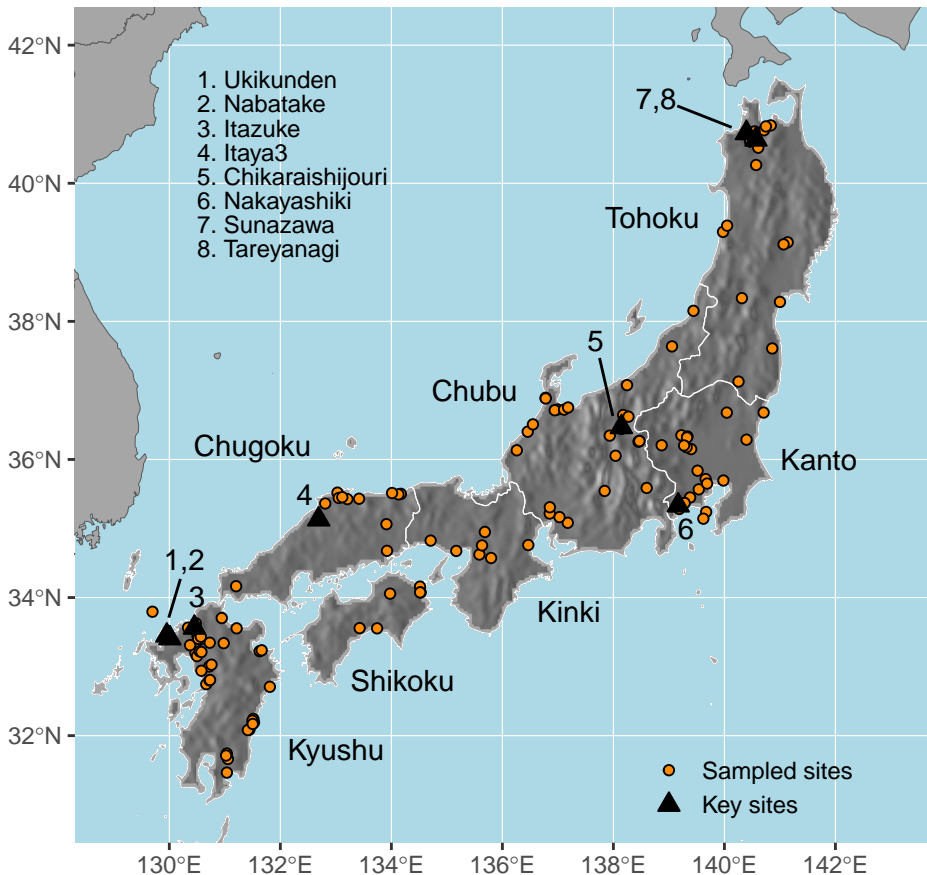 42°N
40°N
38°N
36°N
34°N
32°N
1. Ukikunden
2. Nabatake
3. Itazuke
4. Itaya3
5. Chikaraishijouri
6. Nakayashiki
7. Sunazawa
8. Tareyanagi
7,8
Tohoku
5
Chubu
Chugoku
Kanto
4
6
1,2
3
Kinki
Shikoku
Kyushu
Sampled sites
Key sites
130°E 132°E 134°E 136°E 138°E 140°E 142°E